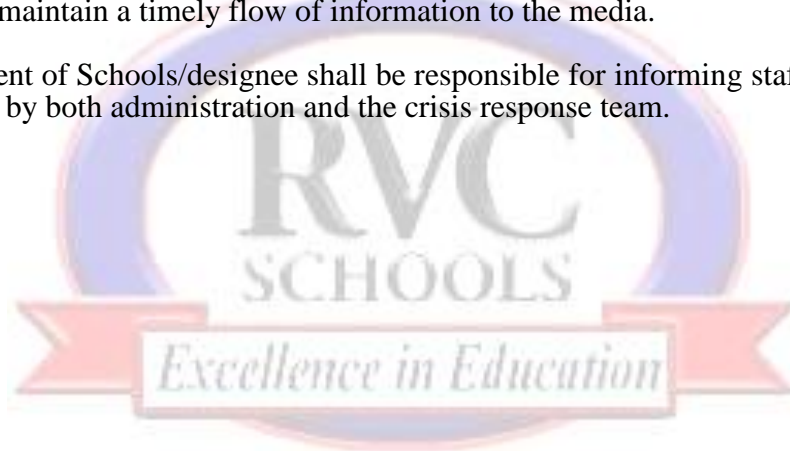 maintain a timely flow of information to the media.
ent of Schools/designee shall be responsible for informing staf
by both administration and the crisis response team.
RVC
SCHOOLS
Excellence in Education